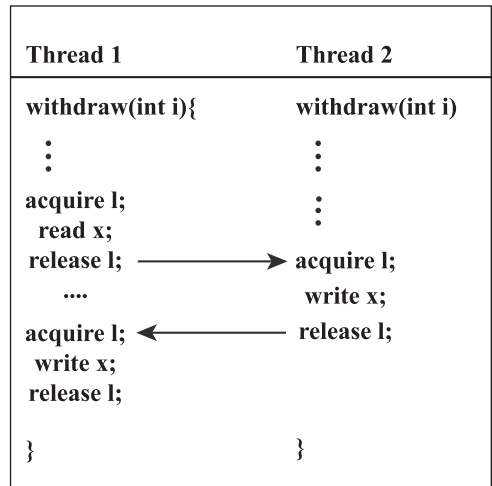 Thread 1 Thread 2
withdraw(int i){ withdraw(int i)
acquire l;
read x;
release l; acquire l;
.... write x;
acquire l; release l;
write x;
release l;
} }